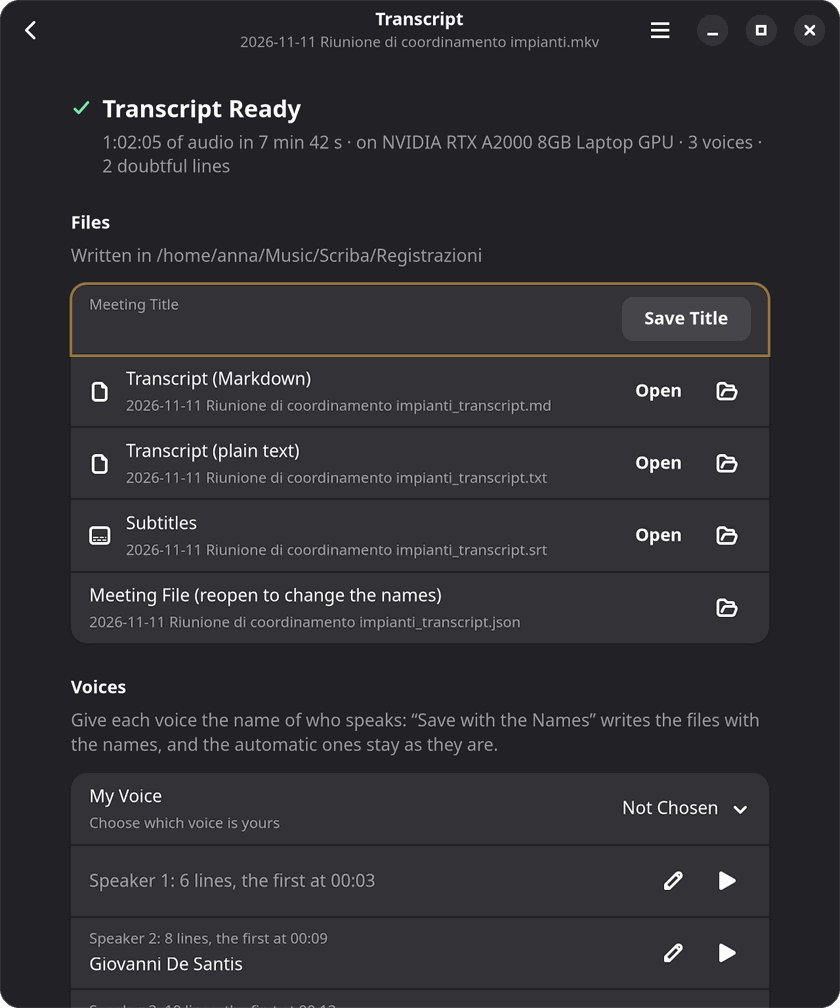 Transcript
2026-11-11 Riunione di coordinamento impianti.mkv
Transcript Ready
1:02:05 of audio in 7 min 42 s · on NVIDIA RTX A2000 8GB Laptop GPU · 3 voices ·
2 doubtful lines
Files
Written in /home/anna/Music/Scriba/Registrazioni
Meeting Title
Save Title
Transcript (Markdown)
2026-11-11 Riunione di coordinamento impianti_transcript.md
Open
Transcript (plain text)
2026-11-11 Riunione di coordinamento impianti_transcript.txt
Open
Subtitles
2026-11-11 Riunione di coordinamento impianti_transcript.srt
Open
Meeting File (reopen to change the names)
2026-11-11 Riunione di coordinamento impianti_transcript.json
Voices
Give each voice the name of who speaks: “Save with the Names” writes the files with
the names, and the automatic ones stay as they are.
My Voice
Choose which voice is yours
Not Chosen
Speaker 1: 6 lines, the first at 00:03
Speaker 2: 8 lines, the first at 00:09
Giovanni De Santis